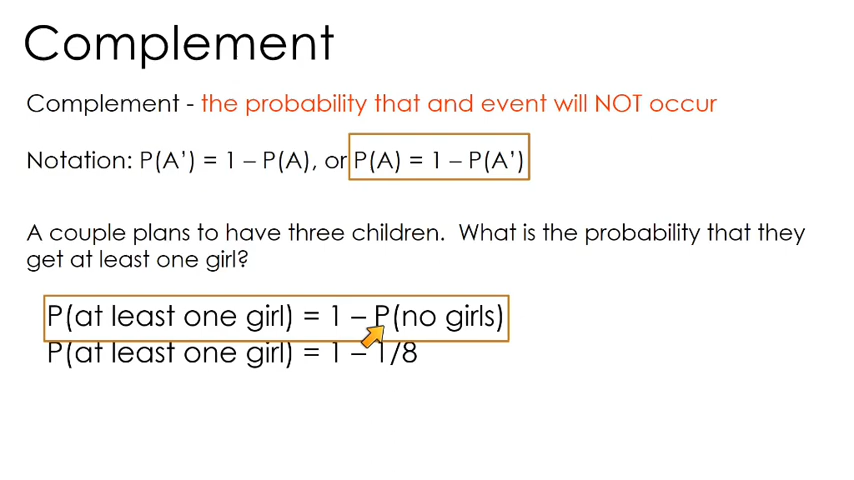 Complement
Complement - the probability that and event will NOT occur
Notation: P(A’) = 1 – P(A), or P(A) = 1 – P(A’)
A couple plans to have three children. What is the probability that they
get at least one girl?
P(at least one girl) = 1 – P(no girls)
P(at least one girl) = 1 – 1/8